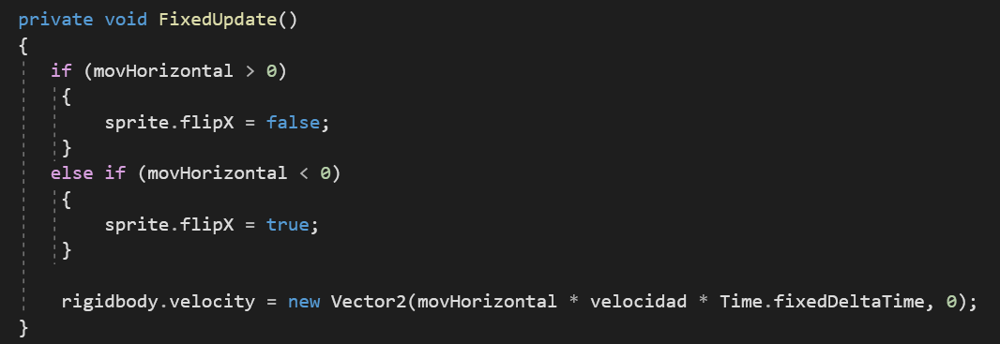 private void FixedUpdate()
{
if (movHorizontal > 0)
{
sprite.flipX = false;
}
else if (movHorizontal < 0)
{
sprite.flipX = true;
}
rigidbody.velocity = new Vector2(movHorizontal * velocidad * Time.fixedDeltaTime, 0);
}